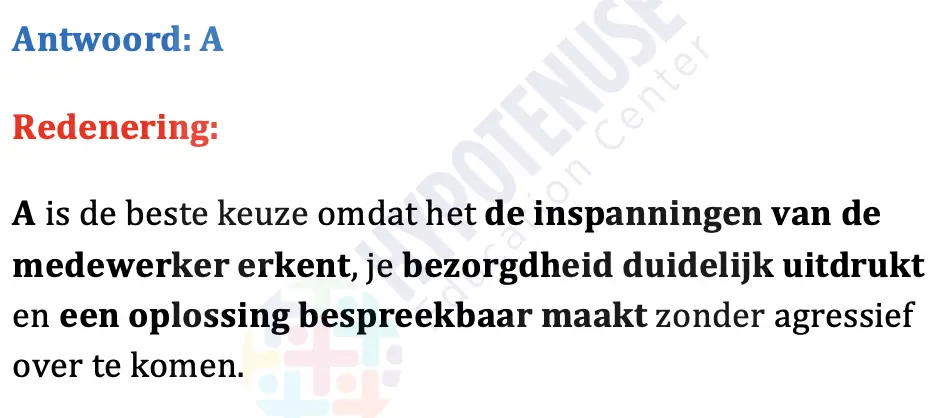 Antwoord: A
Redenering:
A is de beste keuze omdat het de inspanningen van de
medewerker erkent, je bezorgdheid duidelijk uitdrukt
en een oplossing bespreekbaar maakt zonder agressief
over te komen.
HYPOTENUSE
Education Center